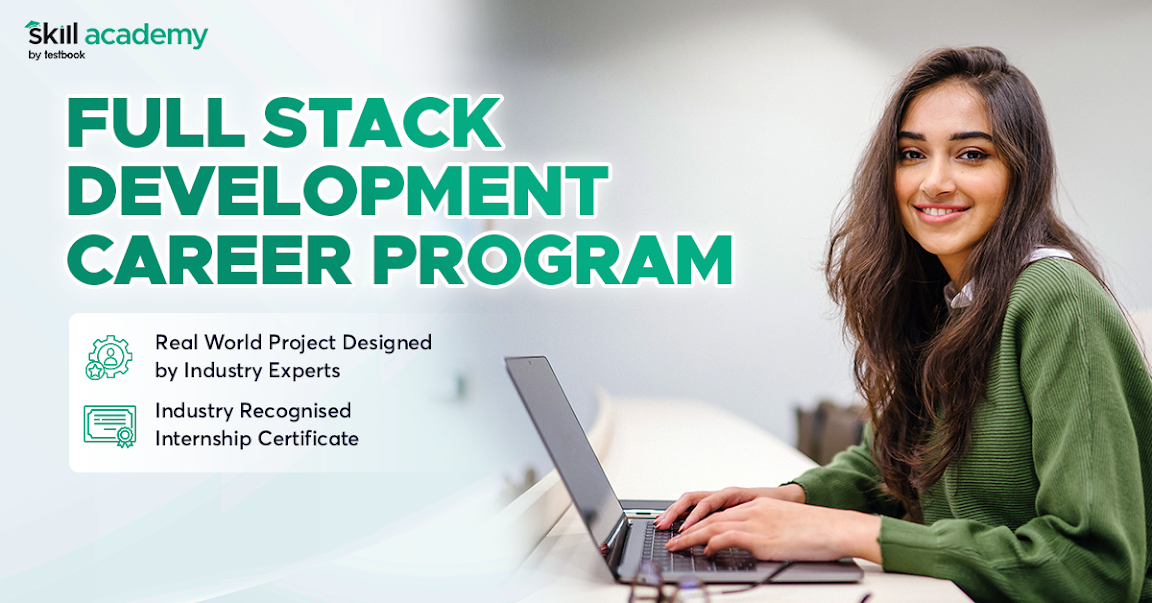 skill academy
by testbook
FULL STACK
DEVELOPMENT
CAREER PROGRAM
Real World Project Designed
by Industry Experts
Industry Recognised
Internship Certificate